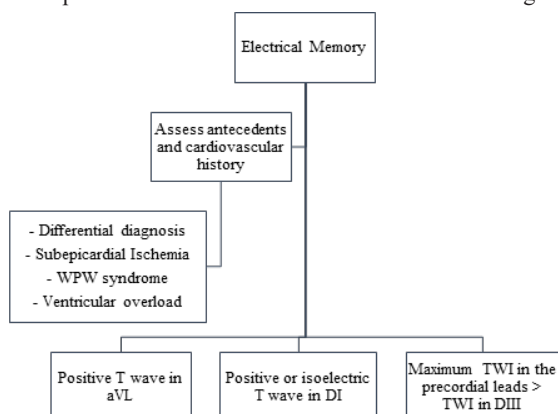 Electrical Memory
Assess antecedents
and cardiovascular
history
- Differential diagnosis
- Subepicardial Ischemia
- WPW syndrome
- Ventricular overload
Positive T wave in
aVL
Positive or isoelectric
T wave in DI
Maximum TWI in the
precordial leads >
TWI in DIII